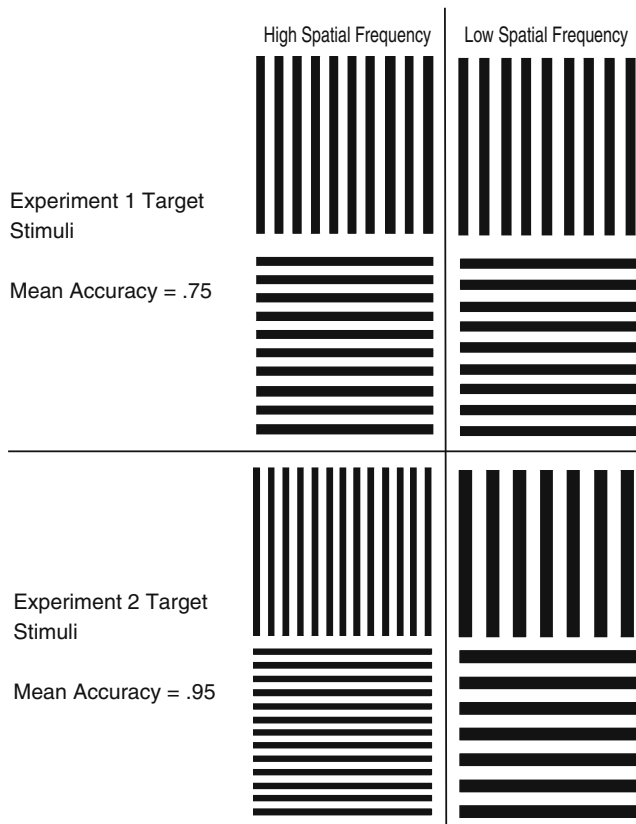 High Spatial Frequency
Low Spatial Frequency
Experiment 1 Target
Stimuli
Mean Accuracy = .75
Experiment 2 Target
Stimuli
Mean Accuracy = .95